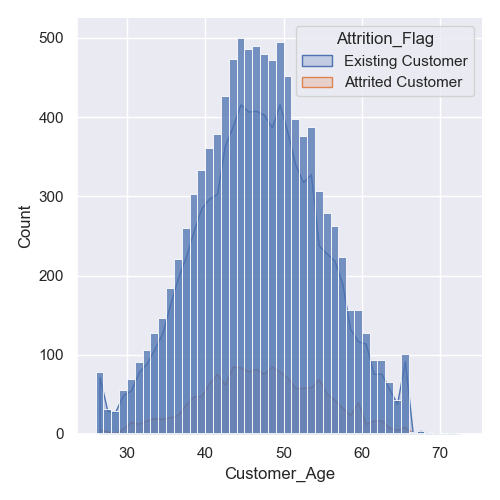 Attrition_Flag
Existing Customer
Attrited Customer
500
400
300
200
100
0
Count
30 40 50 60 70
Customer_Age